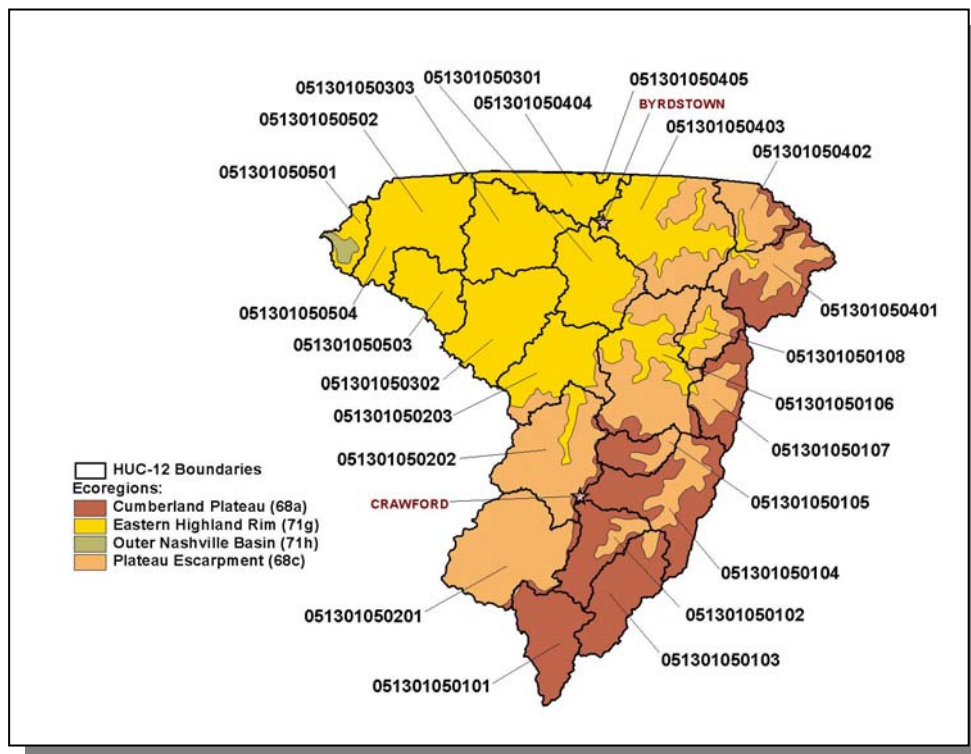 051301050301
051301050303
051301050405
051301050404
BYRDSTOWN
051301050502
051301050403
051301050402
051301050501
051301050504
051301050401
051301050503
051301050108
051301050302
051301050106
051301050203
051301050107
051301050202
HUC-12 Boundaries
Ecoregions:
051301050105
CRAWFORD
Cumberland Plateau (68a)
Eastern Highland Rim (71g)
Outer Nashville Basin (71h)
Plateau Escarpment (68c)
051301050104
051301050201
051301050102
051301050103
051301050101